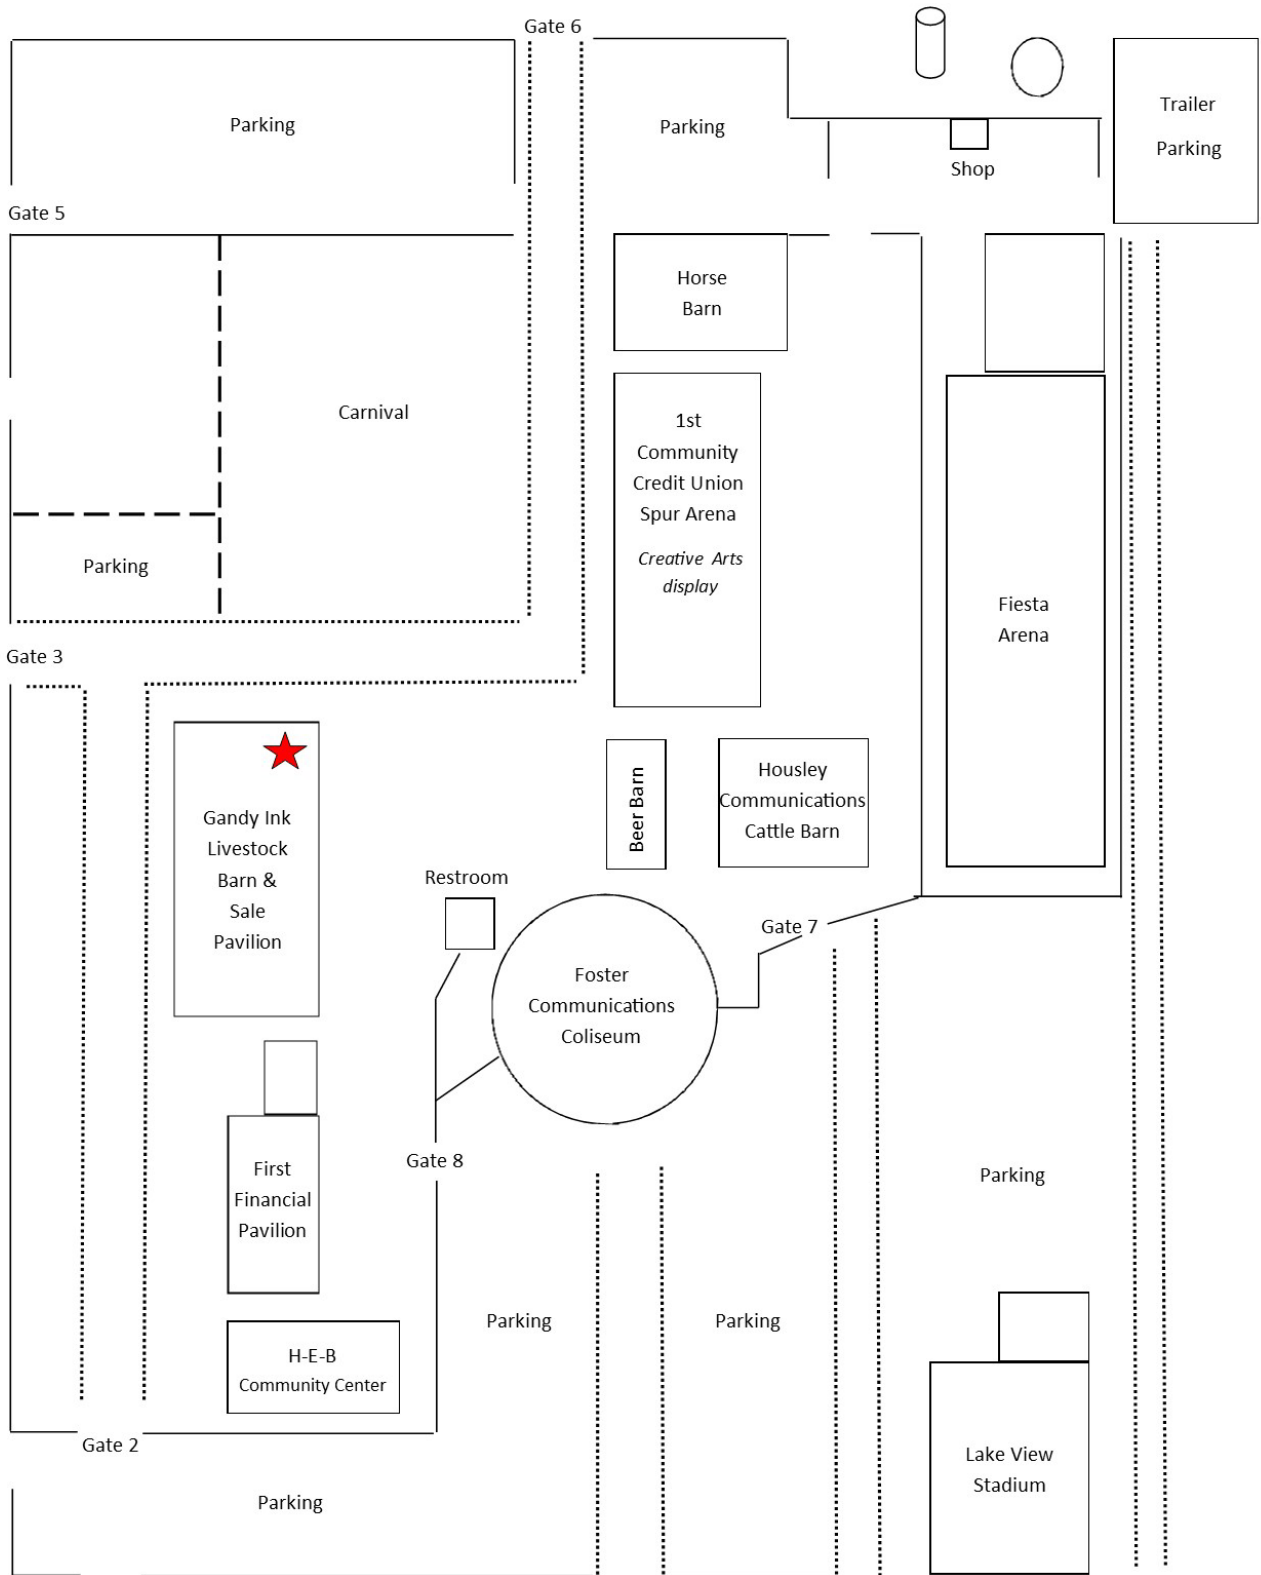 Gate 6
Parking
Parking
Trailer
Parking
Shop
Gate 5
Horse
Barn
Carnival
1st
Community
Credit Union
Spur Arena
Creative Arts
display
Parking
Fiesta
Arena
Gate 3
Gandy Ink
Livestock
Barn &
Sale
Pavilion
Beer Barn
Housley
Communications
Cattle Barn
Restroom
Gate 7
Foster
Communications
Coliseum
Gate 8
First
Financial
Pavilion
Parking
Parking
Parking
H-E-B
Community Center
Gate 2
Lake View
Stadium
Parking